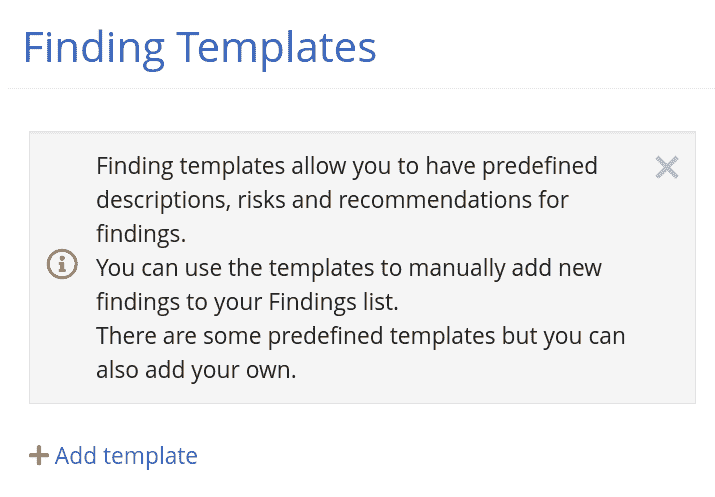 Finding Templates
Finding templates allow you to have predefined
descriptions, risks and recommendations for
findings.
You can use the templates to manually add new
findings to your Findings list.
There are some predefined templates but you can
also add your own.
Add template